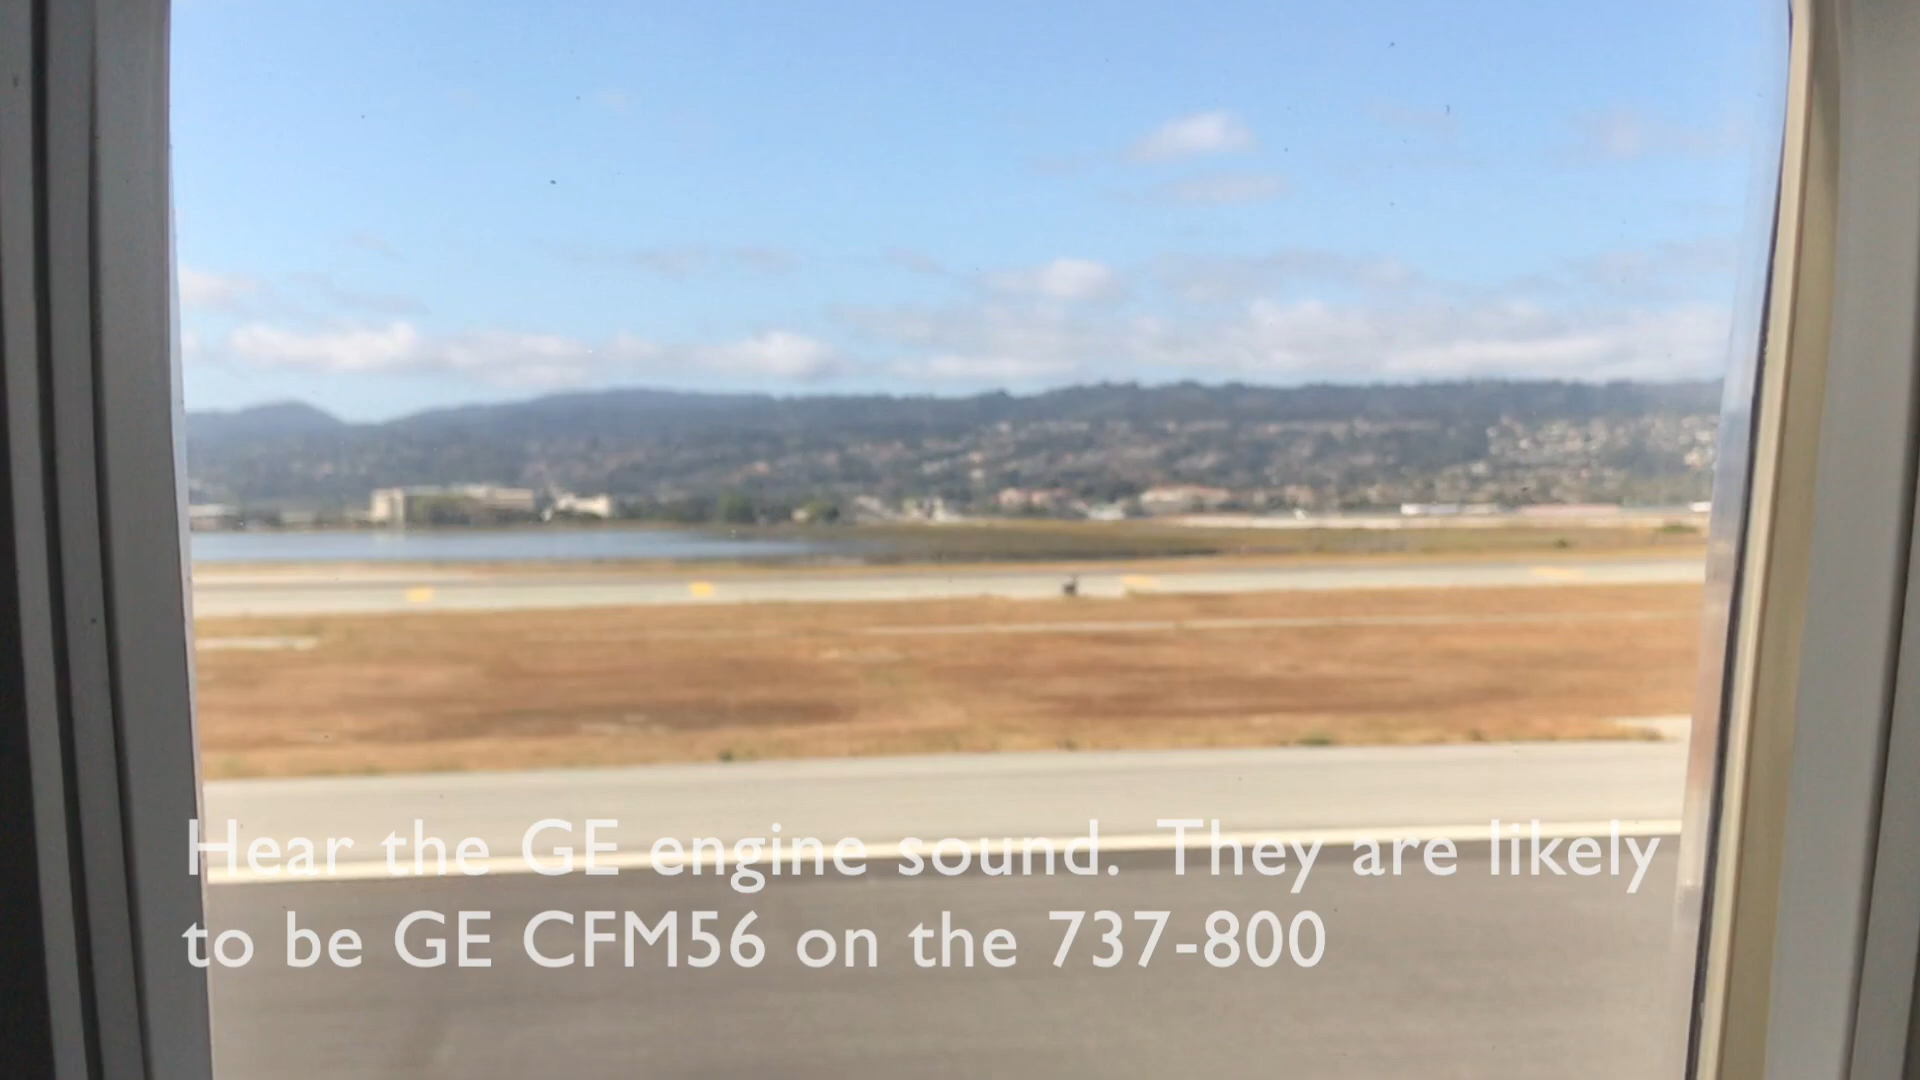 Hear the GE engine sound. They are likely
to be GE CFM56 on the 737-800